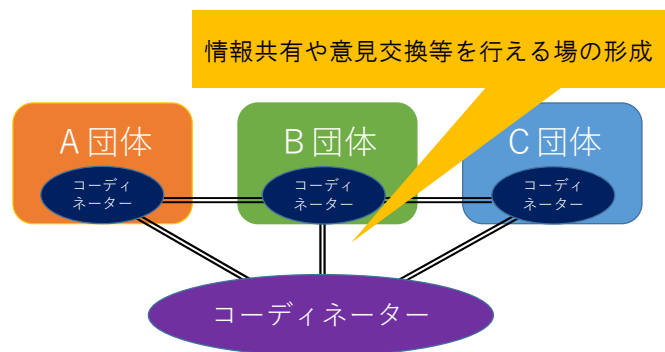 情報共有や意見交換等を行える場の形成
A団体
B団体
C団体
コーディ
ネーター
コーディ
ネーター
コーディ
ネーター
コーディネーター